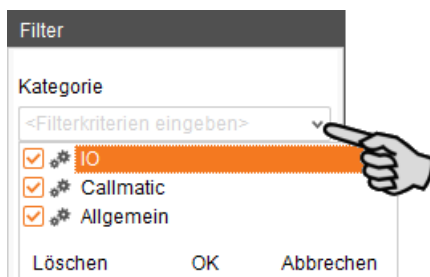 Filter
Kategorie
<Filterkriterien eingeben>
IO
Callmatic
Allgemein
Löschen OK Abbrechen